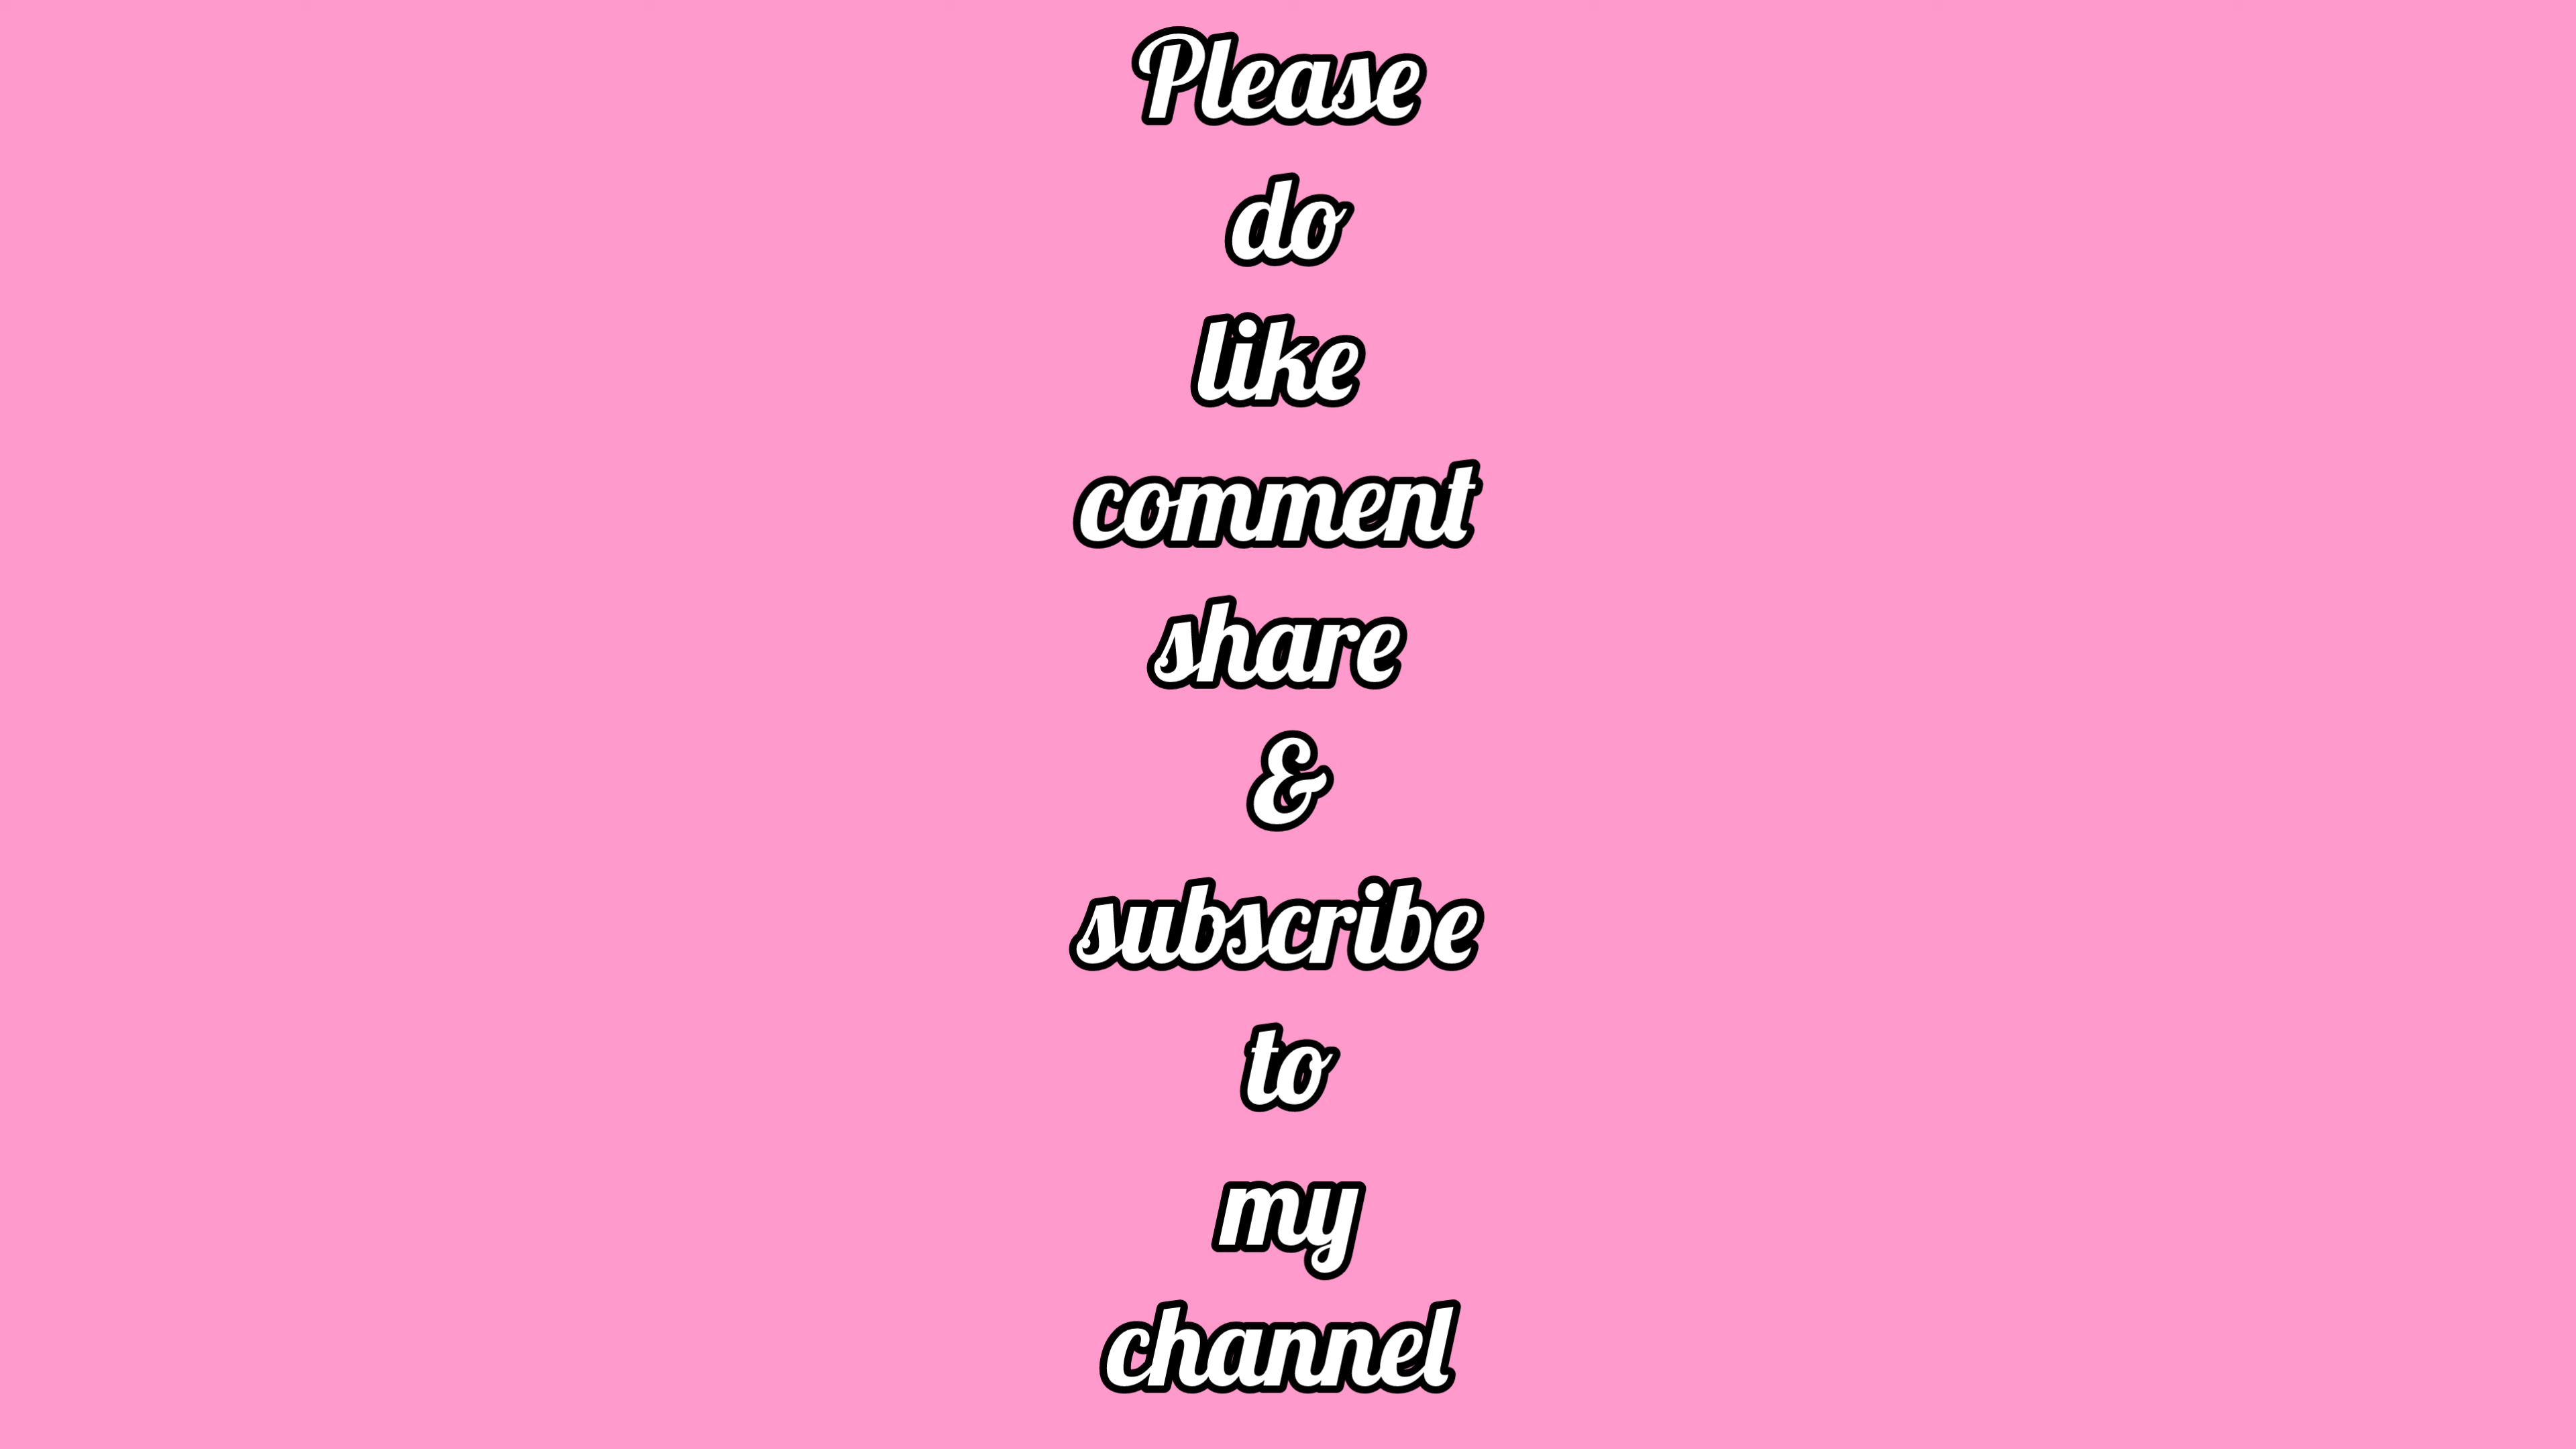 Please
do
like
comment
share
&
subscribe
to
my
channel